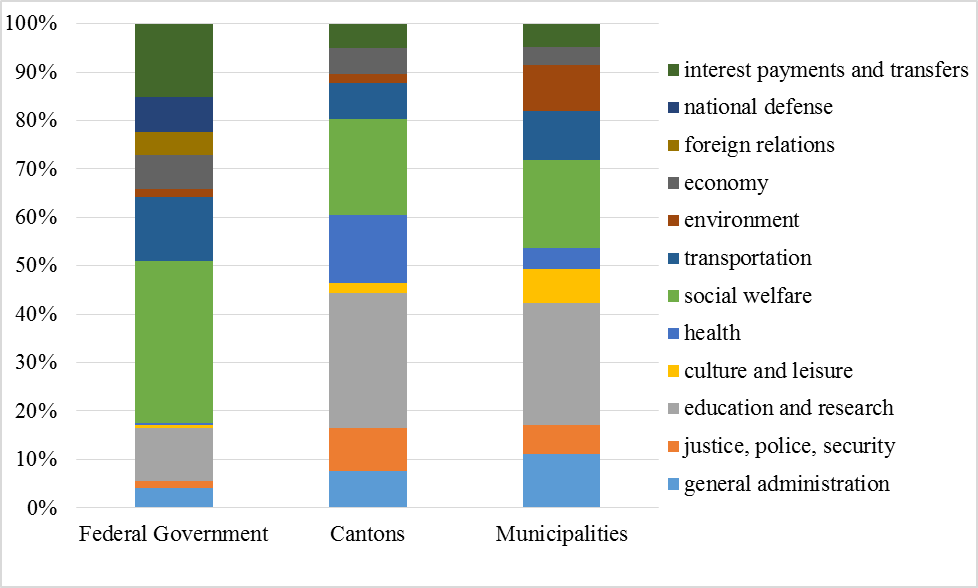 100%
90%
80%
70%
60%
50%
40%
30%
20%
10%
0%
Federal Government
Cantons
Municipalities
interest payments and transfers
national defense
foreign relations
economy
environment
transportation
social welfare
health
culture and leisure
education and research
justice, police, security
general administration